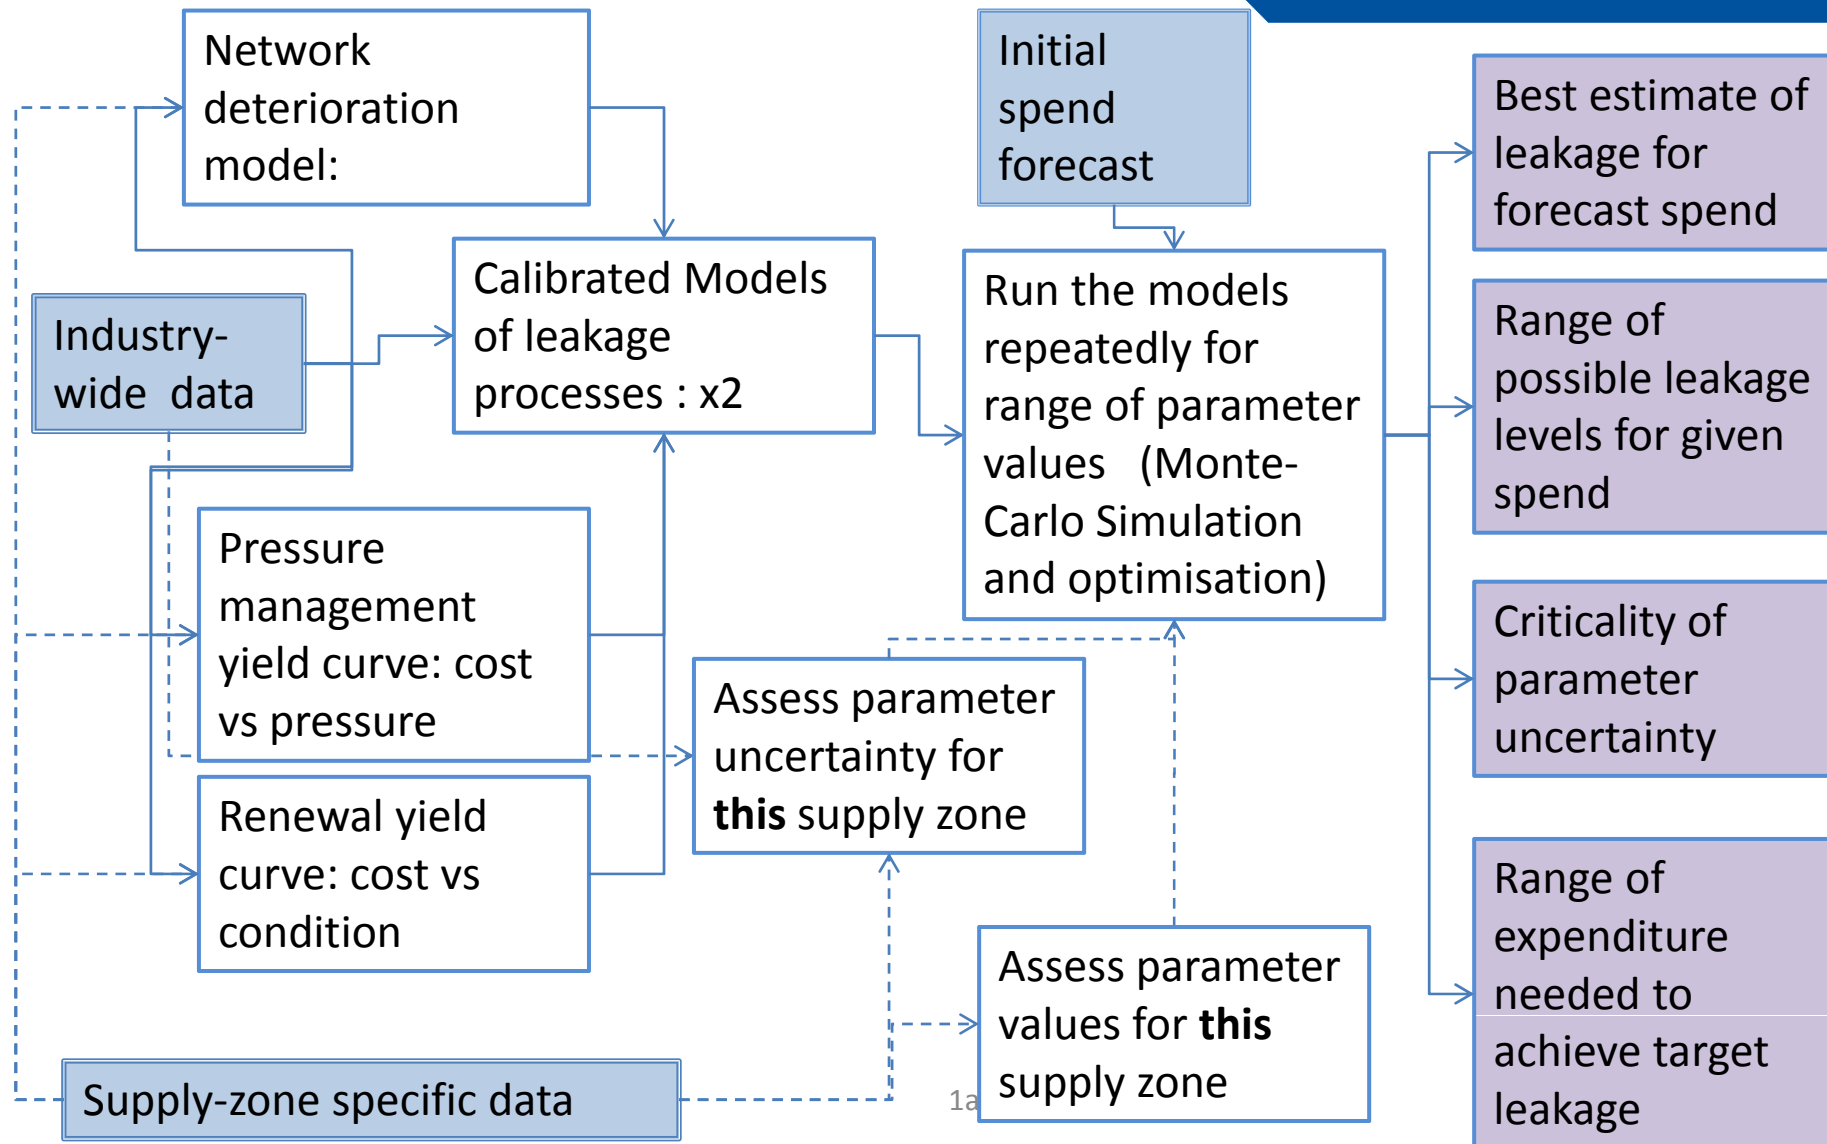 Network
deterioration
model:
Initial
spend
forecast
Best estimate of
leakage for
forecast spend
Industry-
wide data
Calibrated Models
of leakage
processes : x2
Run the models
repeatedly for
range of parameter
values (Monte-
Carlo Simulation
and optimisation)
Range of
possible leakage
levels for given
spend
Pressure
management
yield curve: cost
vs pressure
Assess parameter
uncertainty for
this supply zone
Criticality of
parameter
uncertainty
Renewal yield
curve: cost vs
condition
Assess parameter
values for this
supply zone
Range of
expenditure
needed to
achieve target
leakage
Supply-zone specific data
1a